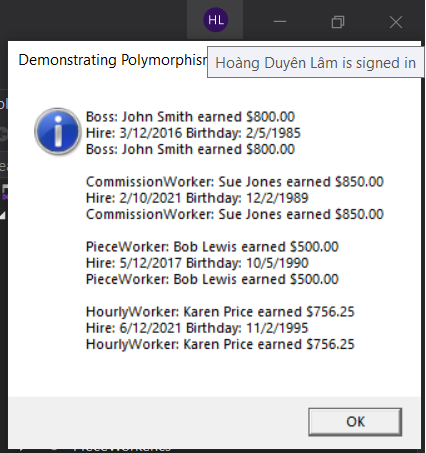 HL
Demonstrating Polymorphism
Hoàng Duyên Lâm is signed in
Boss: John Smith earned $800.00
Hire: 3/12/2016 Birthday: 2/5/1985
Boss: John Smith earned $800.00
CommissionWorker: Sue Jones earned $850.00
Hire: 2/10/2021 Birthday: 12/2/1989
CommissionWorker: Sue Jones earned $850.00
PieceWorker: Bob Lewis earned $500.00
Hire: 5/12/2017 Birthday: 10/5/1990
PieceWorker: Bob Lewis earned $500.00
HourlyWorker: Karen Price earned $756.25
Hire: 6/12/2021 Birthday: 11/2/1995
HourlyWorker: Karen Price earned $756.25
OK